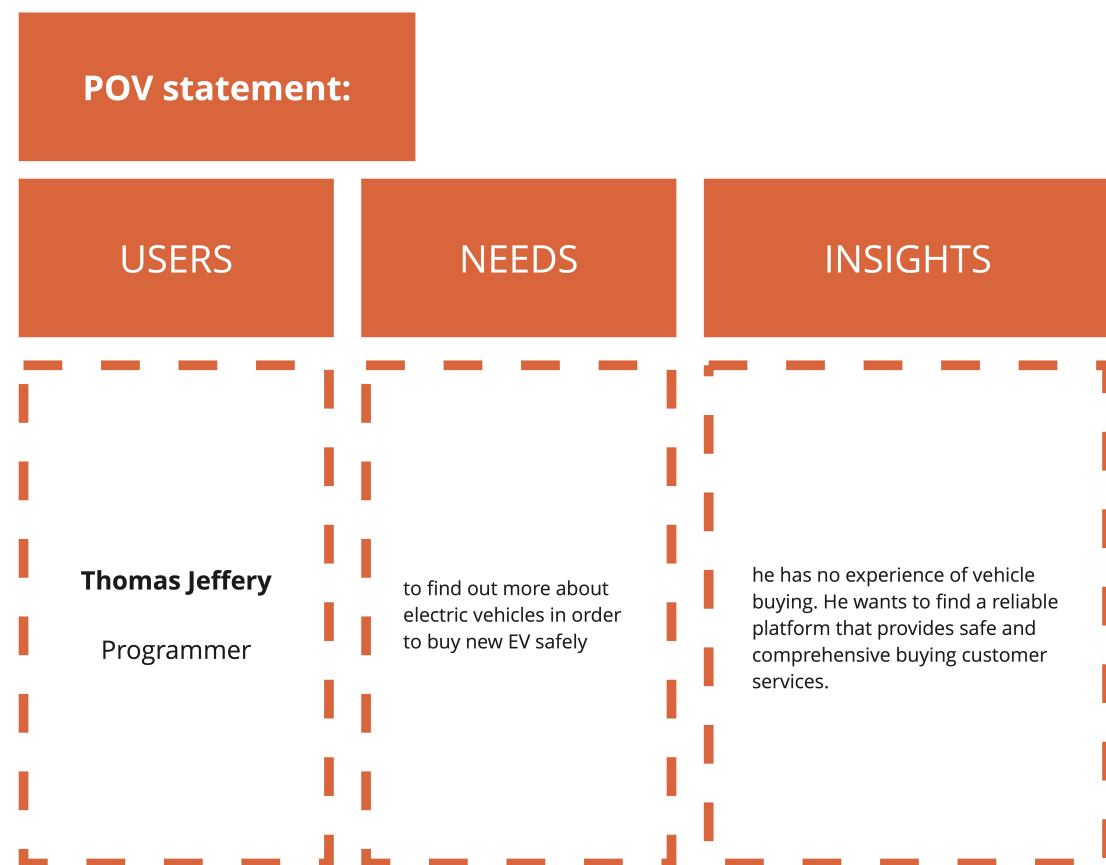 POV statement:
USERS
NEEDS
INSIGHTS
Thomas Jeffery
Programmer
to find out more about
electric vehicles in order
to buy new EV safely
he has no experience of vehicle
buying. He wants to find a reliable
platform that provides safe and
comprehensive buying customer
services.